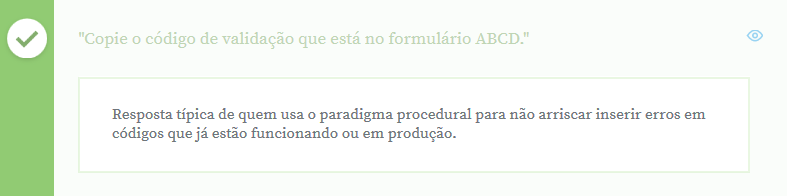 "Copie o código de validação que está no formulário ABCD."
Resposta típica de quem usa o paradigma procedural para não arriscar inserir erros em
códigos que já estão funcionando ou em produção.